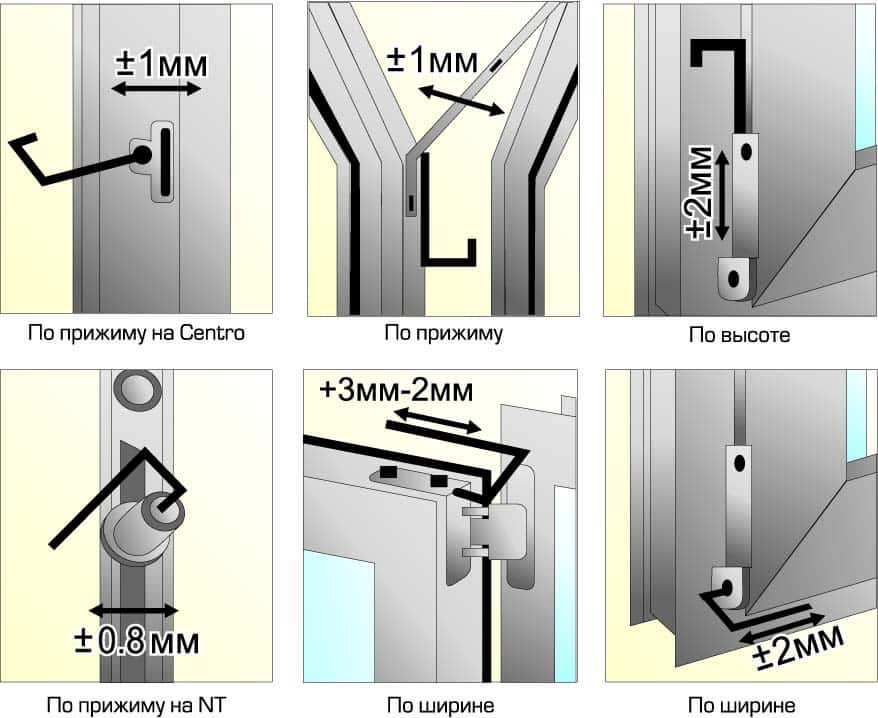 ±1мм
По прижиму на Centro
±1мм
По прижиму
±2мм
По высоте
±0.8мм
По прижиму на NT
+3мм-2мм
По ширине
±2мм
По ширине